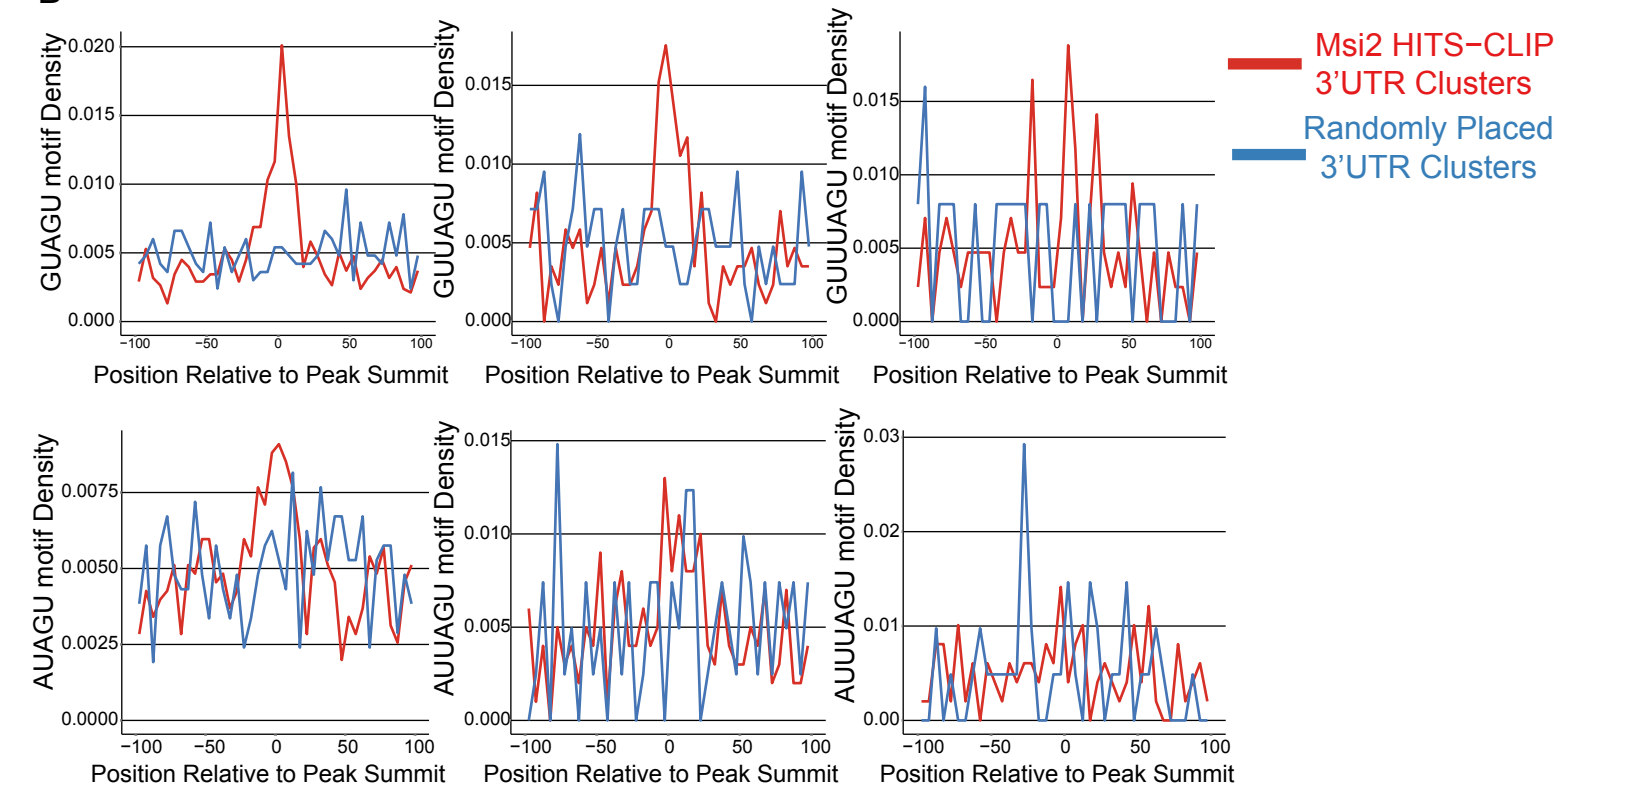 GUAGU motif Density
0.020
0.015
0.010
0.005
0.000
−100 −50 0 50 100
Position Relative to Peak Summit
GUUAGU motif Density
0.015
0.010
0.005
0.000
−100 −50 0 50 100
Position Relative to Peak Summit
GUUUAGU motif Density
0.015
0.010
0.005
0.000
−100 −50 0 50 100
Position Relative to Peak Summit
Msi2 HITS−CLIP
3’UTR Clusters
Randomly Placed
3’UTR Clusters
AUAGU motif Density
0.0075
0.0050
0.0025
0.0000
−100 −50 0 50 100
Position Relative to Peak Summit
AUUAGU motif Density
0.015
0.010
0.005
0.000
−100 −50 0 50 100
Position Relative to Peak Summit
AUUUAGU motif Density
0.03
0.02
0.01
0.00
−100 −50 0 50 100
Position Relative to Peak Summit